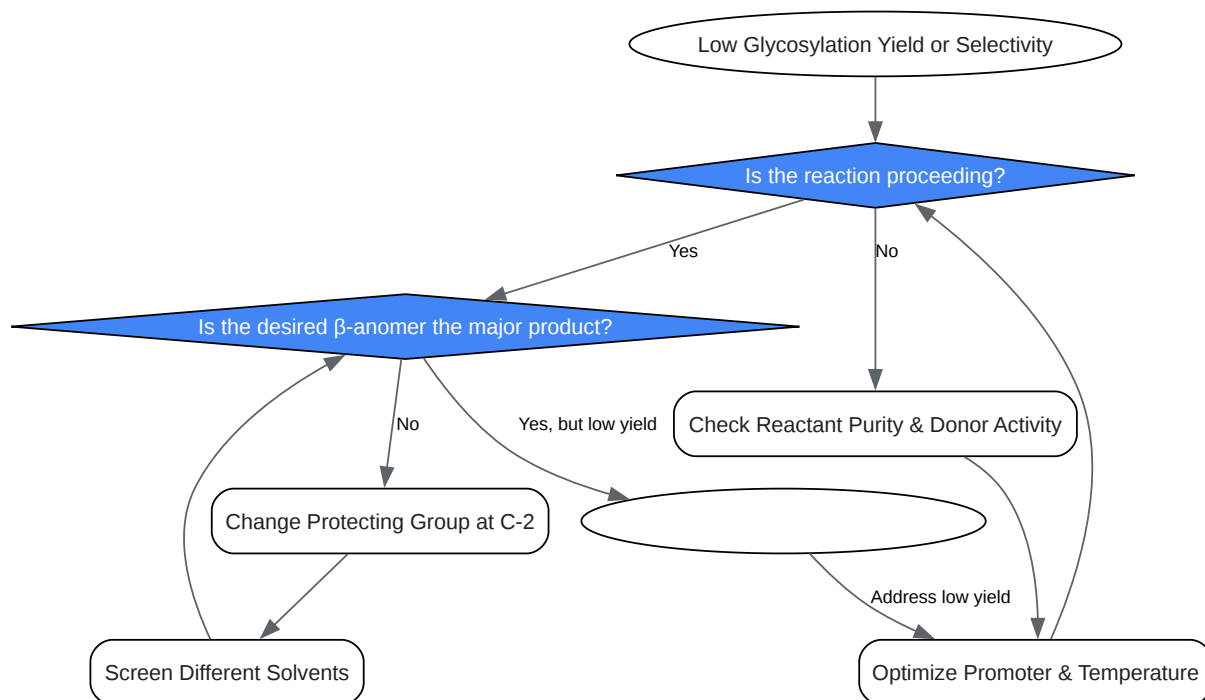 Low Glycosylation Yield or Selectivity
Is the reaction proceeding?
Yes
No
Is the desired β-anomer the major product?
No
Yes, but low yield
Check Reactant Purity & Donor Activity
Change Protecting Group at C-2
Address low yield
Screen Different Solvents
Optimize Promoter & Temperature